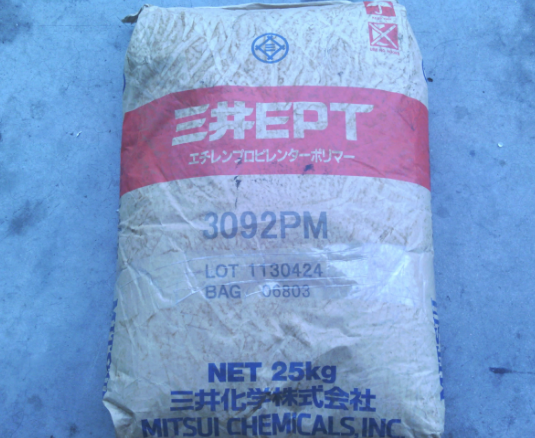 三井EPT
エチレンプロピレンターポリマー
3092PM
LOT 1130424
BAG 06803
NET 25kg
三井化学株式会社
MITSUI CHEMICALS, INC